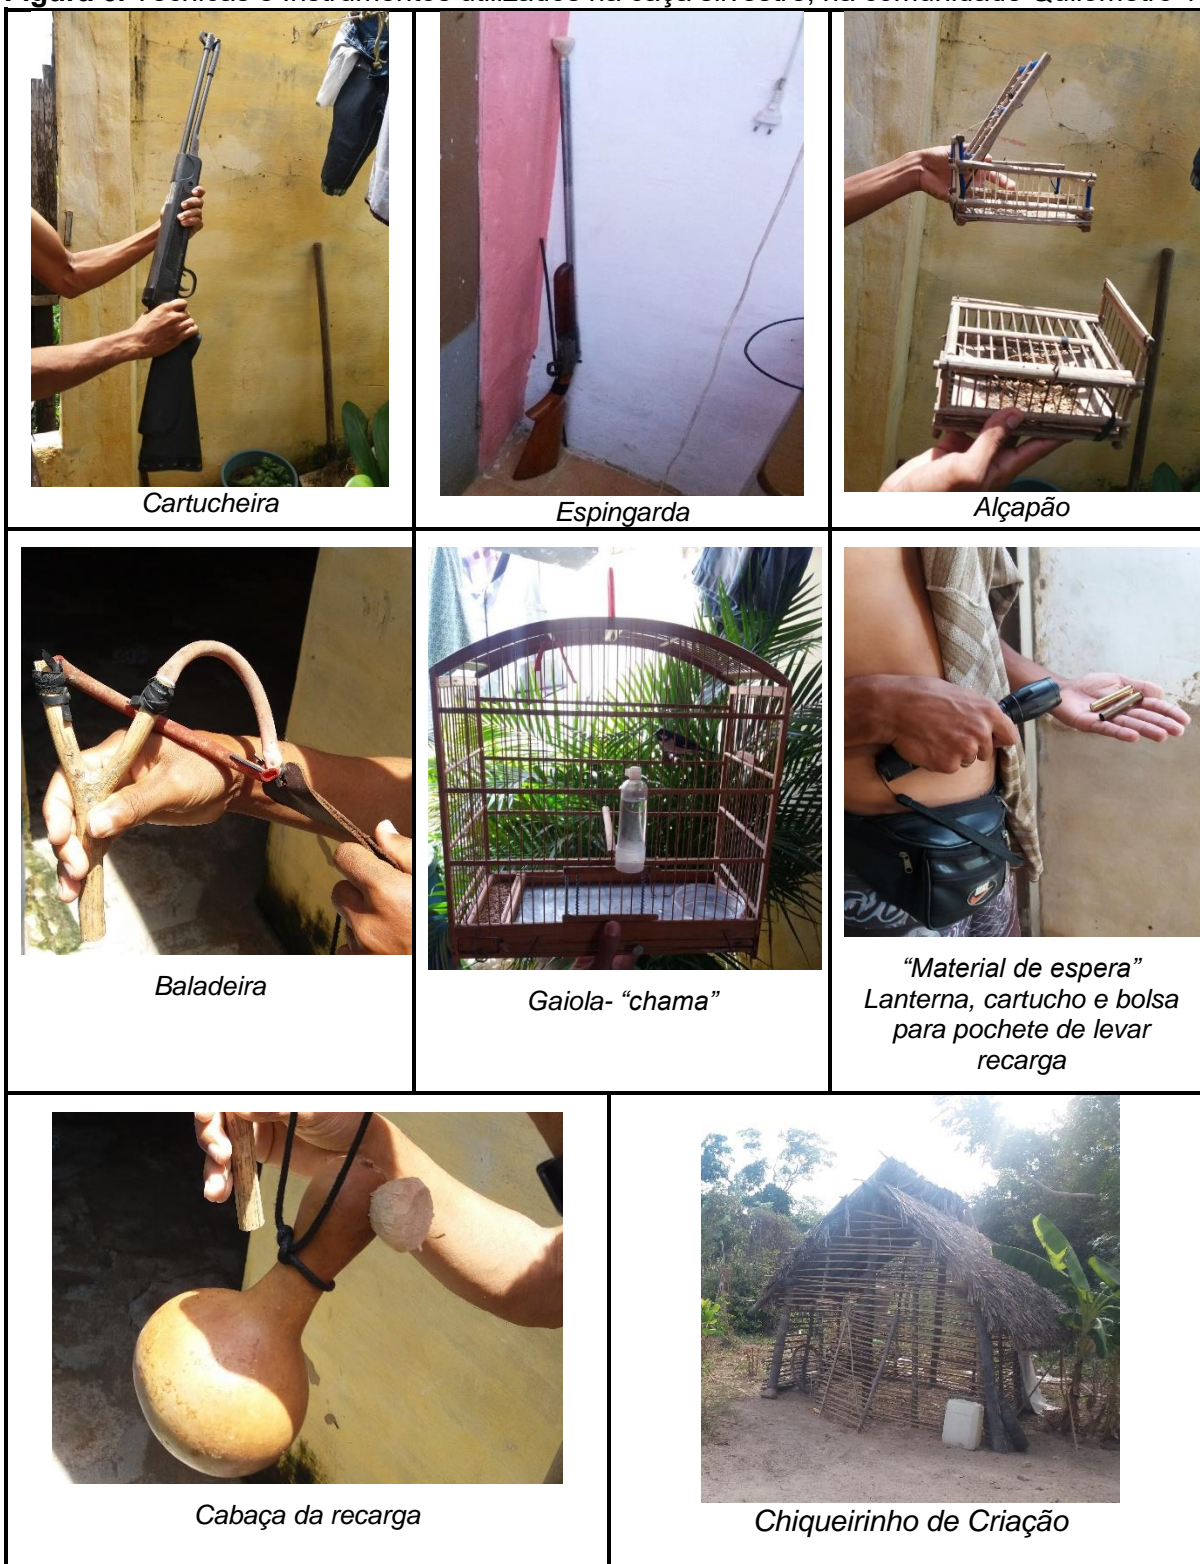 Cartucheira
Espingarda
Alçapão
Baladeira
Gaiola- “chama”
“Material de espera”
Lanterna, cartucho e bolsa
para pochete de levar
recarga
Cabaça da recarga
Chiqueirinho de Criação